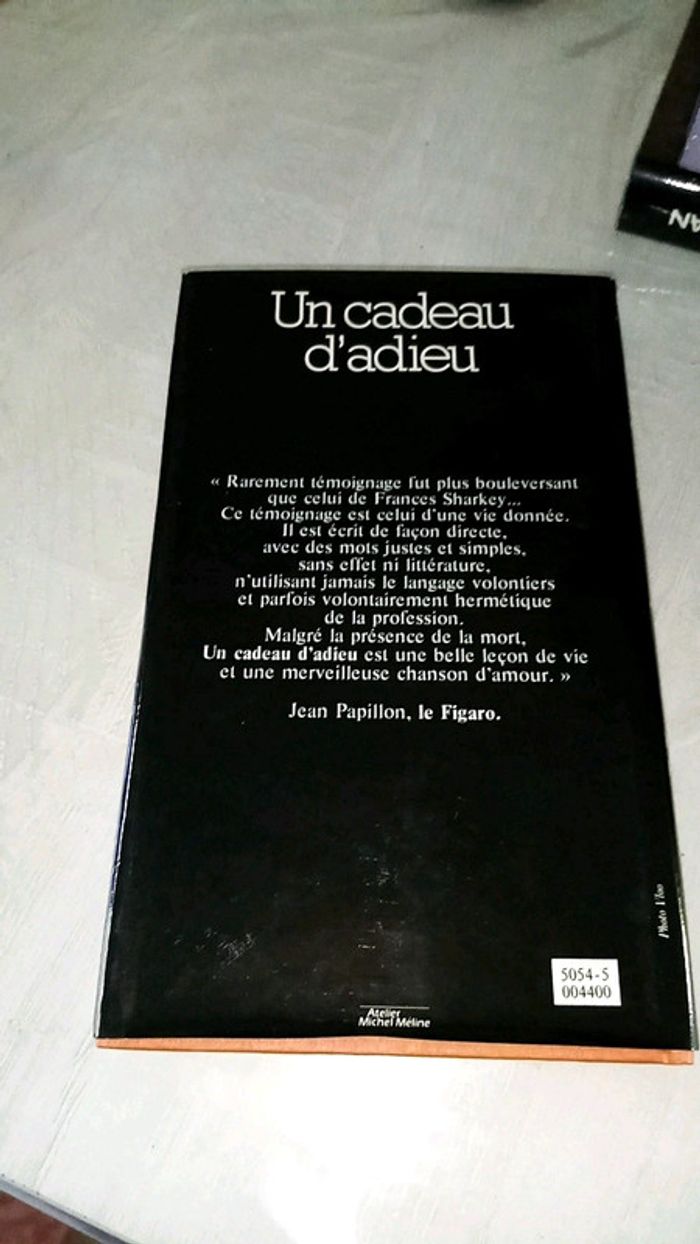 AN
Un cadeau
d'adieu
« Rarement témoignage fut plus bouleversant
que celui de Frances Sharkey...
Ce témoignage est celui d'une vie donnée.
Il est écrit de façon directe,
avec des mots justes et simples,
sans effet ni littérature,
n'utilisant jamais le langage volontiers
et parfois volontairement hermétique
de la profession.
Malgré la présence de la mort,
Un cadeau d'adieu est une belle leçon de vie
et une merveilleuse chanson d'amour. »
Jean Papillon, le Figaro.
Photo
5054-5
004400
Atelier
Michel Méline